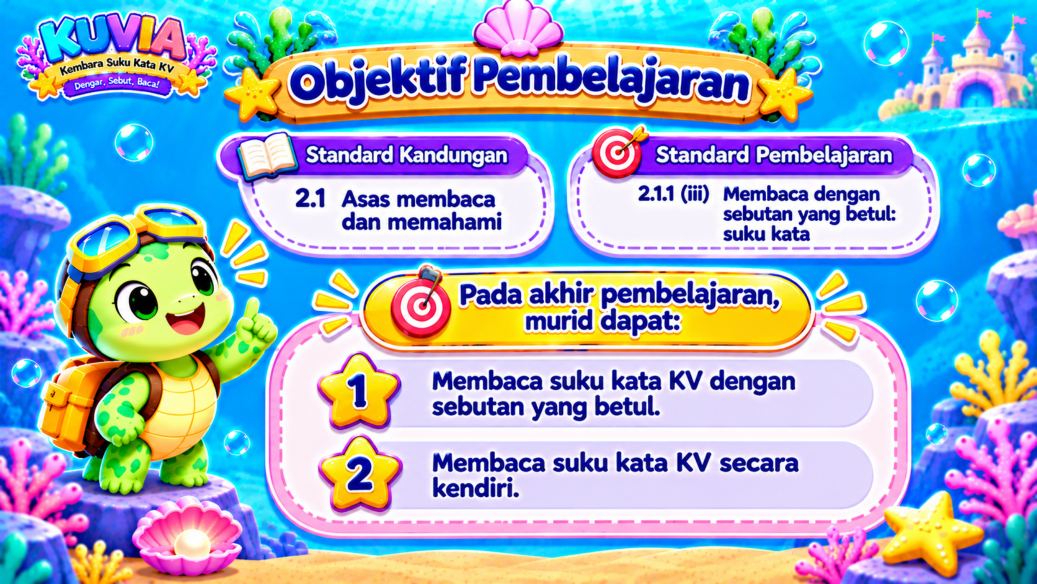 KUVIA
Kembara Suku Kata KV
Dengar, Sebut, Baca!
Objektif Pembelajaran
Standard Kandungan
2.1 Asas membaca
dan memahami
Standard Pembelajaran
2.1.1 (iii) Membaca dengan
sebutan yang betul:
suku kata
Pada akhir pembelajaran,
murid dapat:
1 Membaca suku kata KV dengan
sebutan yang betul.
2 Membaca suku kata KV secara
kendiri.